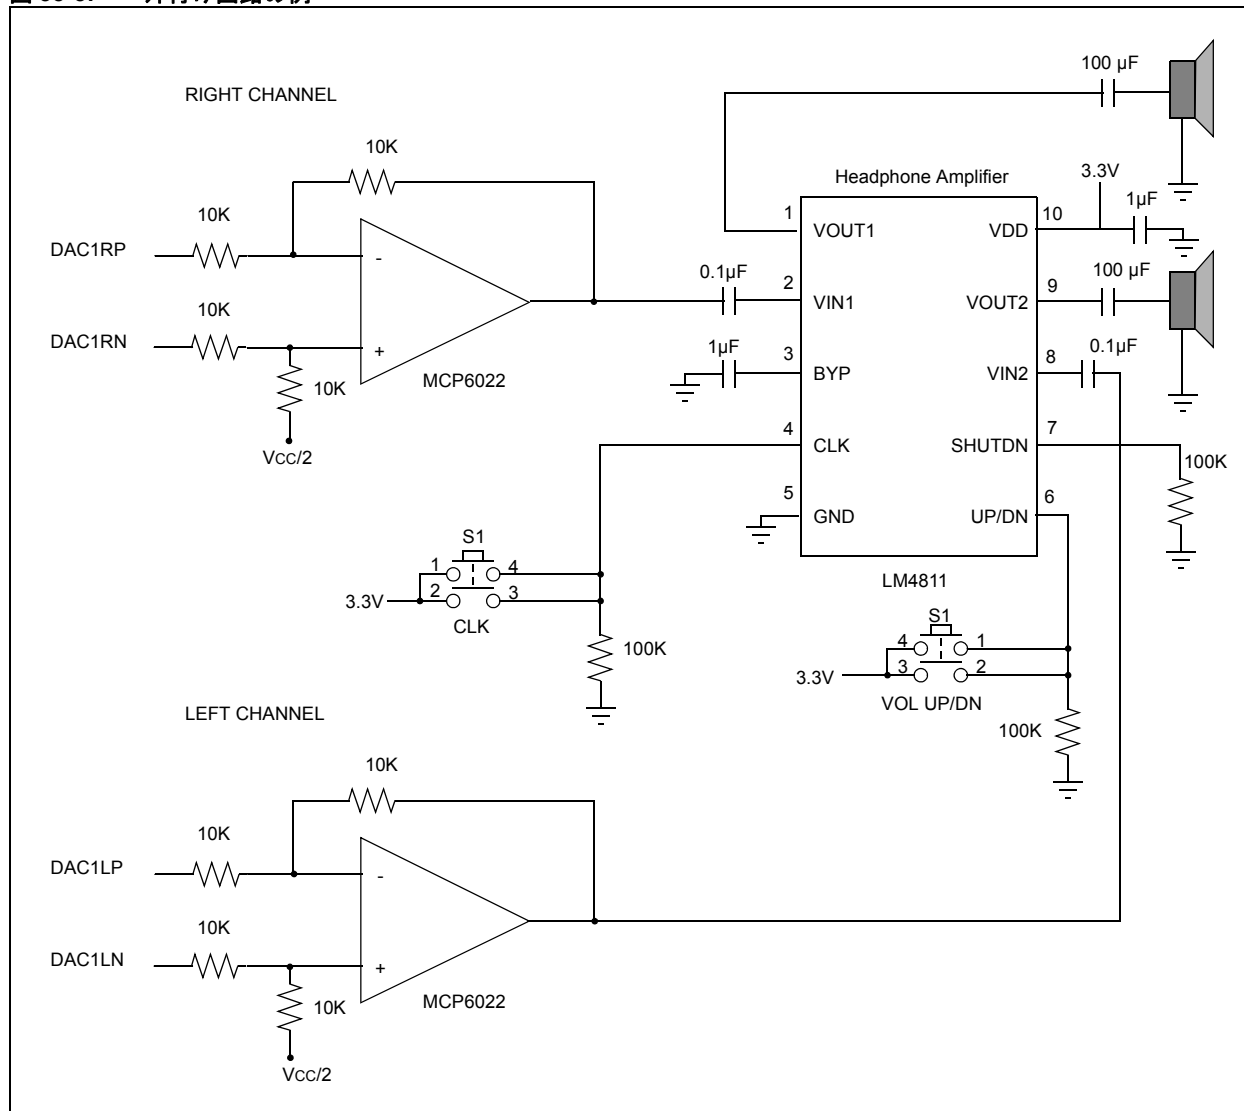 RIGHT CHANNEL
100 µF
10K
Headphone Amplifier
3.3V
10K
1
VOUT1
VDD
10
1µF
DAC1RP
-
0.1µF
100 µF
2
VIN1
VOUT2
9
10K
DAC1RN
+
MCP6022
10K
VCC/2
1µF
3
BYP
VIN2
8
0.1µF
4
CLK
SHUTDN
7
100K
5
GND
UP/DN
6
LM4811
S1
1
4
2
3
3.3V
CLK
100K
S1
4
1
3
2
3.3V
VOL UP/DN
100K
LEFT CHANNEL
10K
10K
DAC1LP
-
10K
DAC1LN
+
MCP6022
10K
VCC/2